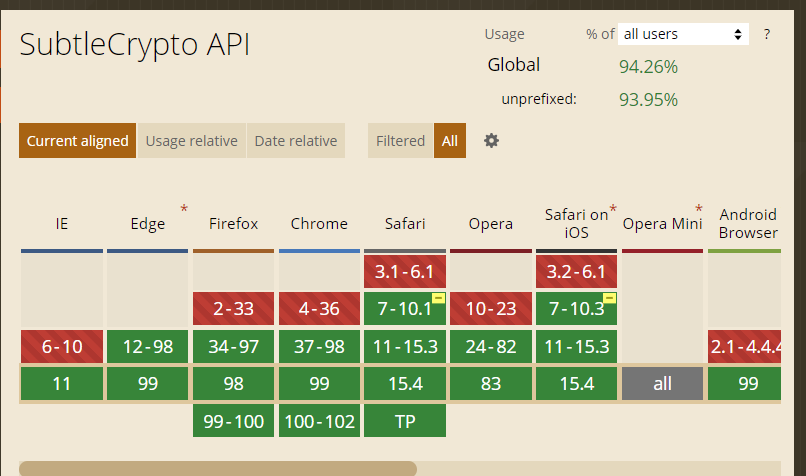 SubtleCrypto API
Usage % of all users ?
Global 94.26%
unprefixed: 93.95%
Current aligned Usage relative Date relative Filtered All
IE Edge * Firefox Chrome Safari Opera Safari on iOS * Opera Mini * Android Browser
3.1-6.1 3.2-6.1
2-33 4-36 7-10.1 10-23 7-10.3
6-10 12-98 34-97 37-98 11-15.3 24-82 11-15.3 2.1-4.4.4
11 99 98 99 15.4 83 15.4 all 99
99-100 100-102 TP